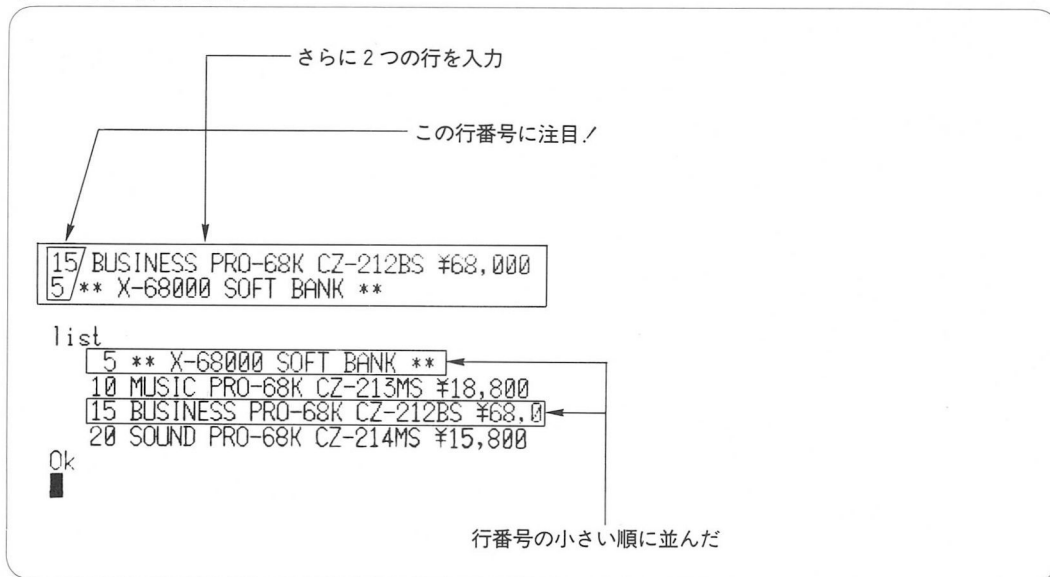 さらに2つの行を入力
この行番号に注目!
15 BUSINESS PRO-68K CZ-212BS ¥68,000
5 ** X-68000 SOFT BANK **
list
5 ** X-68000 SOFT BANK **
10 MUSIC PRO-68K CZ-213MS ¥18,800
15 BUSINESS PRO-68K CZ-212BS ¥68,0
20 SOUND PRO-68K CZ-214MS ¥15,800
Ok
行番号の小さい順に並んだ